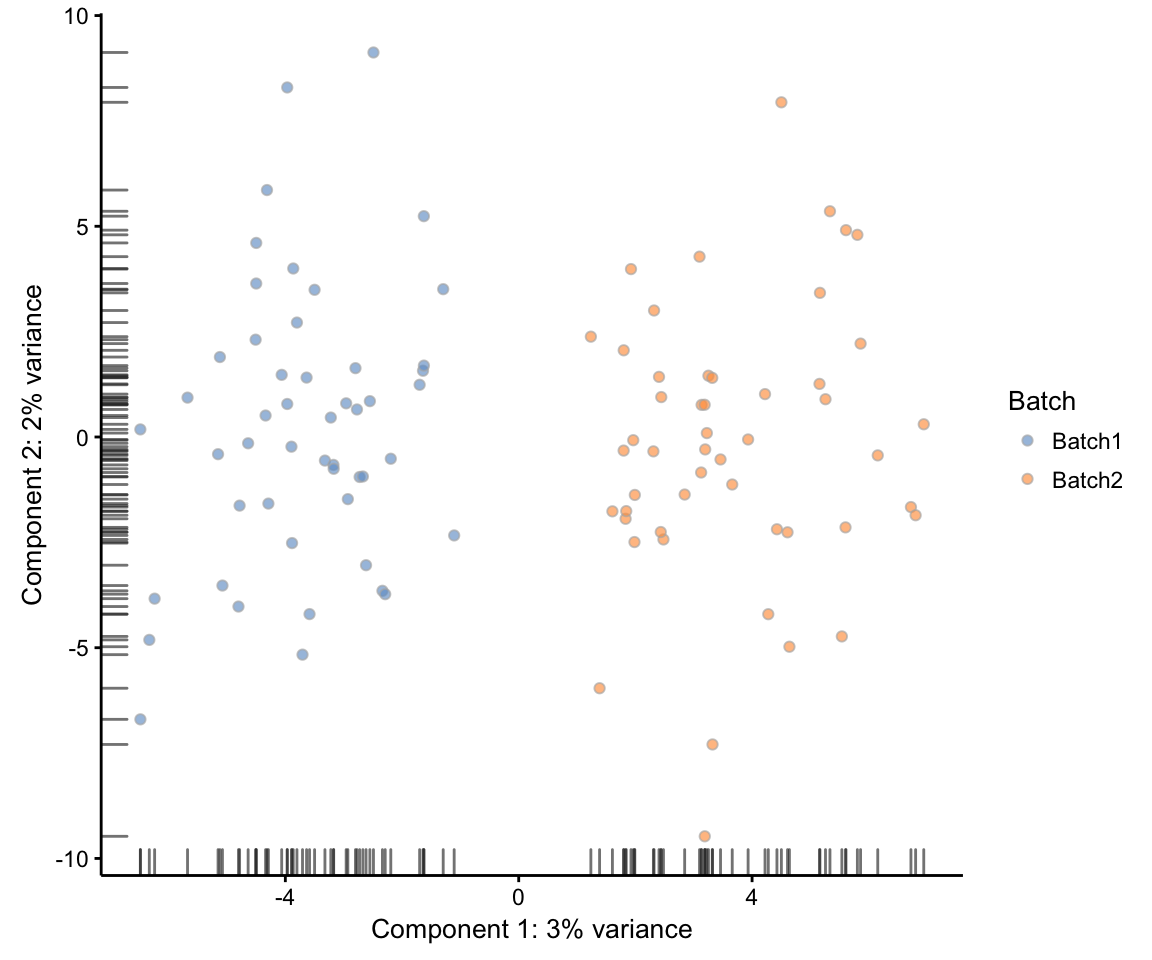 10
5
0
-5
-10
Component 2: 2% variance
-4
0
4
Component 1: 3% variance
Batch
Batch1
Batch2